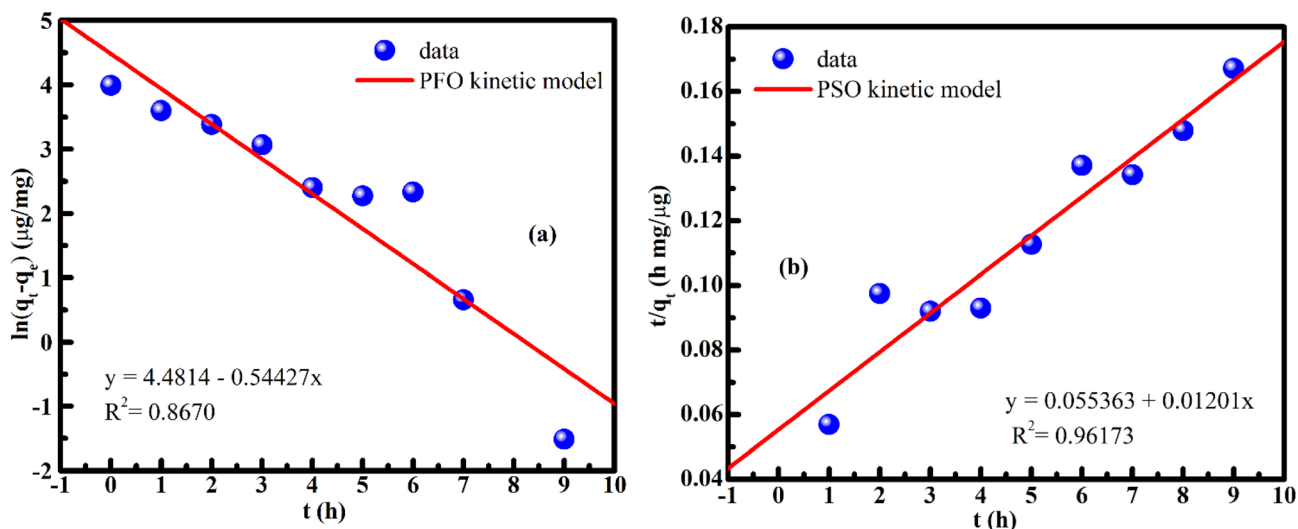 5
4
3
2
1
0
-1
-2
ln(qₜ-qₑ) (μg/mg)
data
PFO kinetic model
(a)
y = 4.4814 - 0.54427x
R²= 0.8670
-1 0 1 2 3 4 5 6 7 8 9 10
t (h)
0.18
0.16
0.14
0.12
0.10
0.08
0.06
0.04
t/qₜ (h mg/μg)
data
PSO kinetic model
(b)
y = 0.055363 + 0.01201x
R²= 0.96173
-1 0 1 2 3 4 5 6 7 8 9 10
t (h)